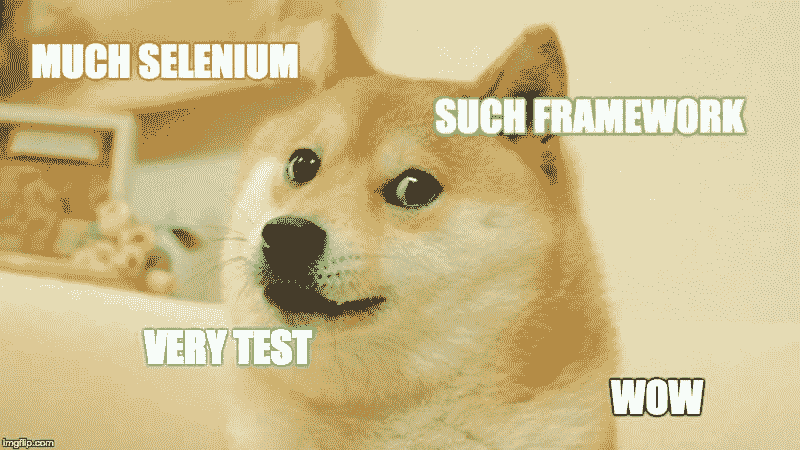 MUCH SELENIUM
SUCH FRAMEWORK
VERY TEST
WOW
imgflip.com